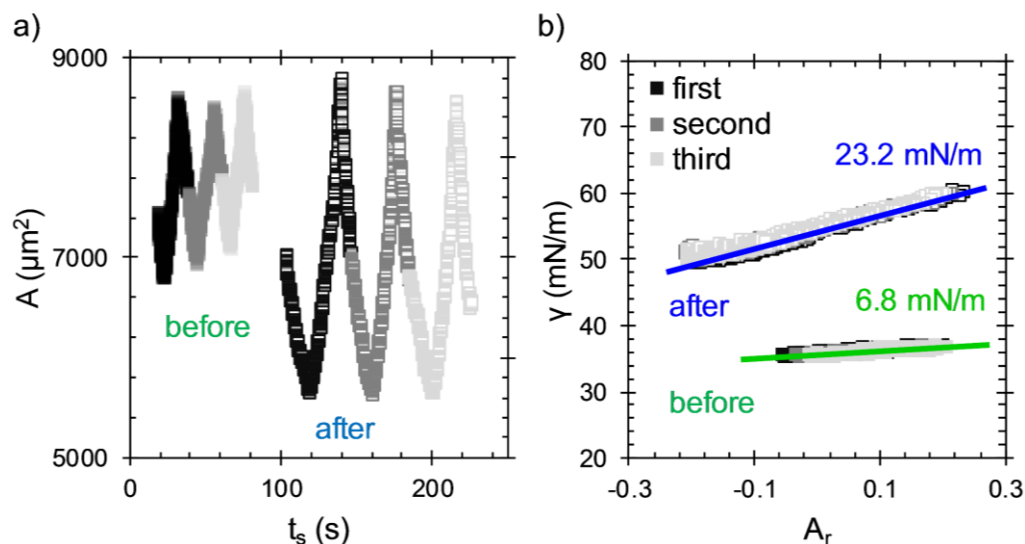 a)
9000
7000
5000
A (µm²)
before
after
0
100
200
t_s (s)
b)
80
70
60
50
40
30
20
γ (mN/m)
first
second
third
23.2 mN/m
after
6.8 mN/m
before
-0.3
-0.1
0.1
0.3
A_r